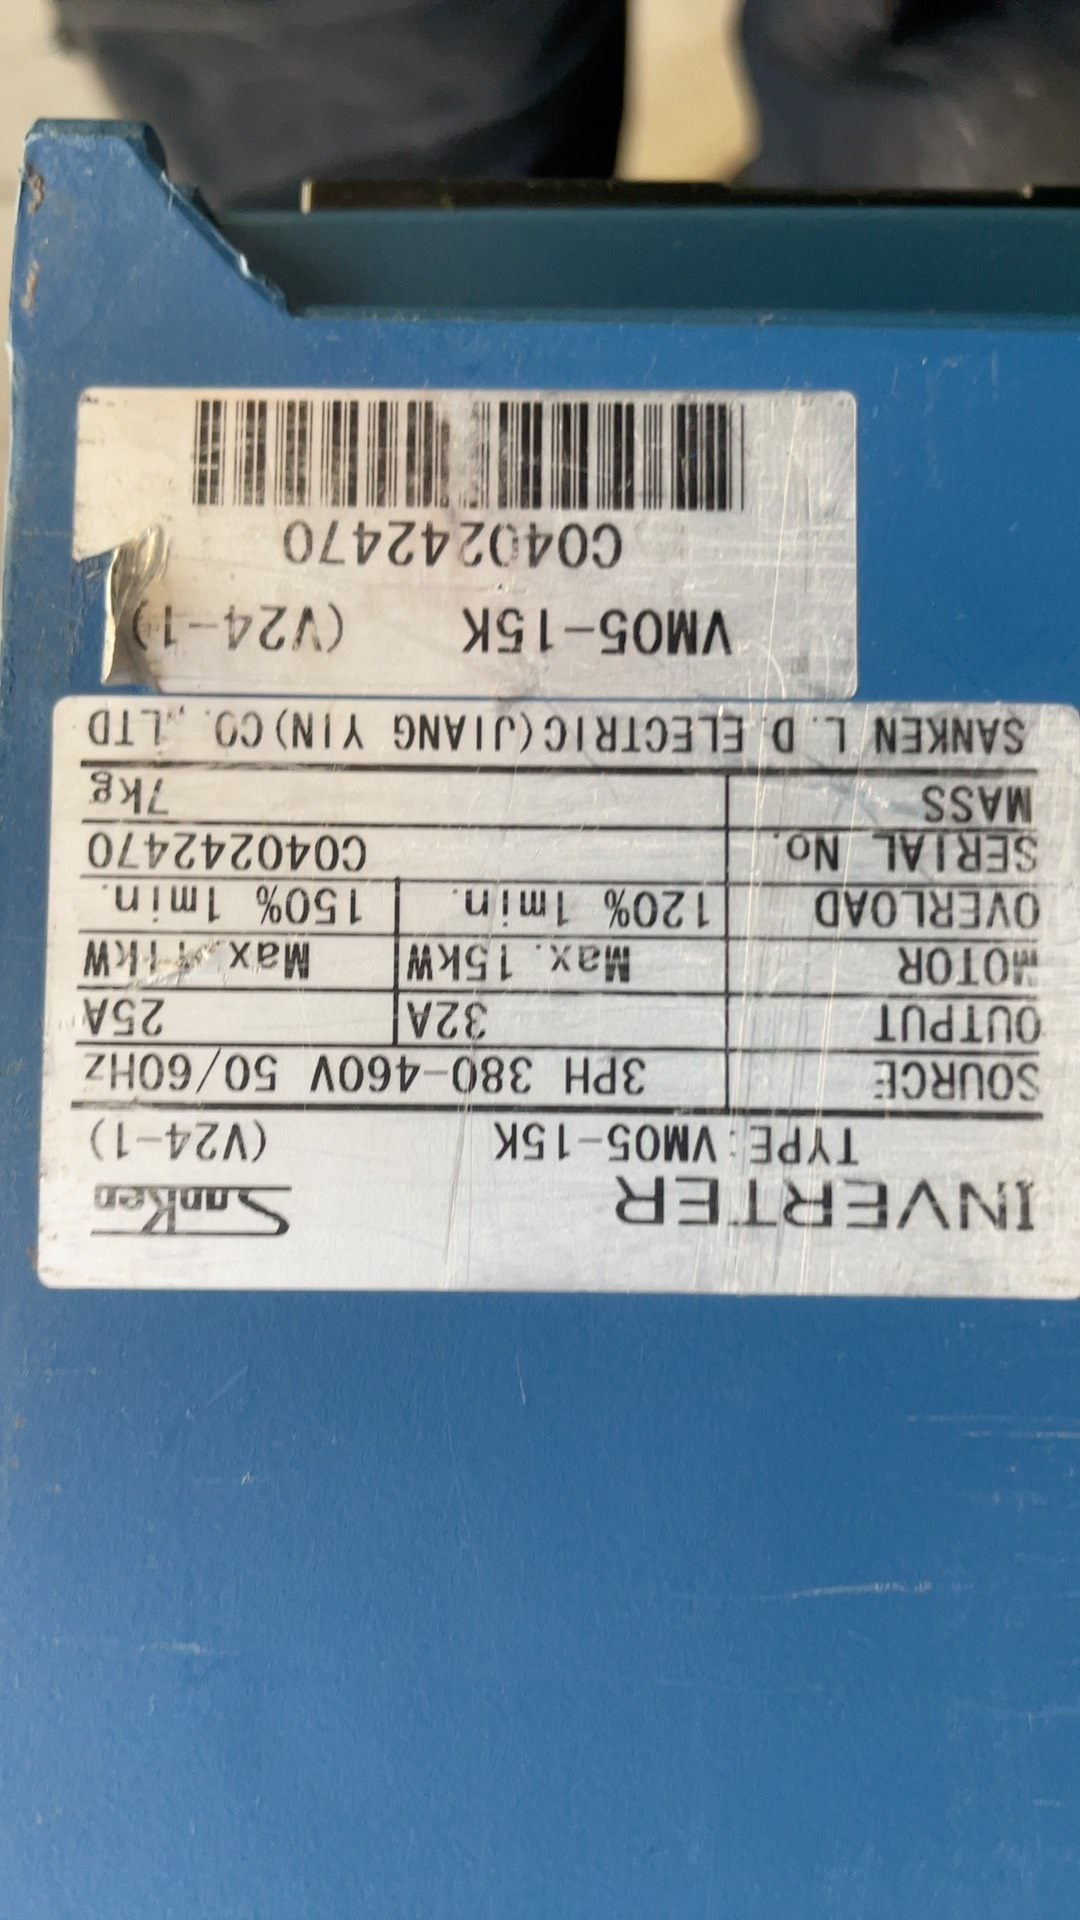 INVERTER SanKen
TYPE: VM05-15K (V24-1)
SOURCE 3PH 380-460V 50/60Hz
OUTPUT 32A 25A
MOTOR Max. 15kW Max. 11kW
OVERLOAD 120% 1min. 150% 1min.
SERIAL No. C040242470
MASS 7kg
SANKEN L.D.ELECTRIC(JIANG YIN)CO.,LTD
VM05-15K (V24-1)
C040242470